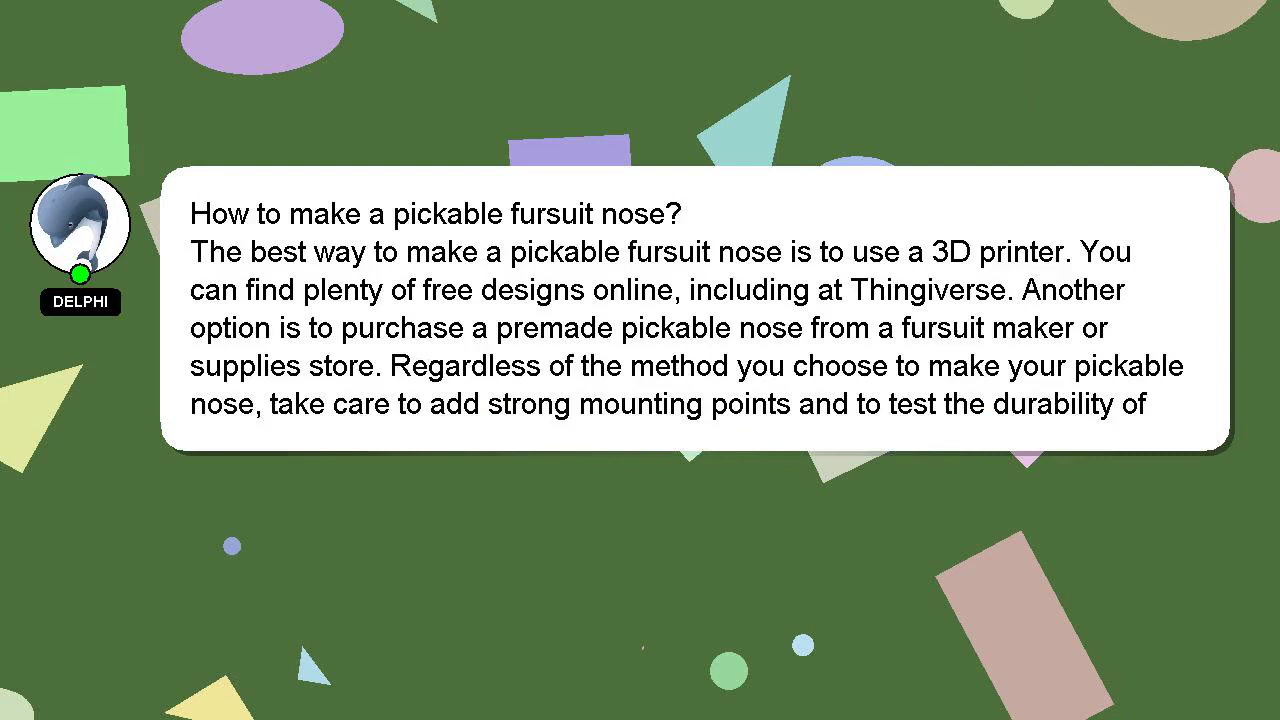 How to make a pickable fursuit nose?
The best way to make a pickable fursuit nose is to use a 3D printer. You
can find plenty of free designs online, including at Thingiverse. Another
option is to purchase a premade pickable nose from a fursuit maker or
supplies store. Regardless of the method you choose to make your pickable
nose, take care to add strong mounting points and to test the durability of
DELPHI